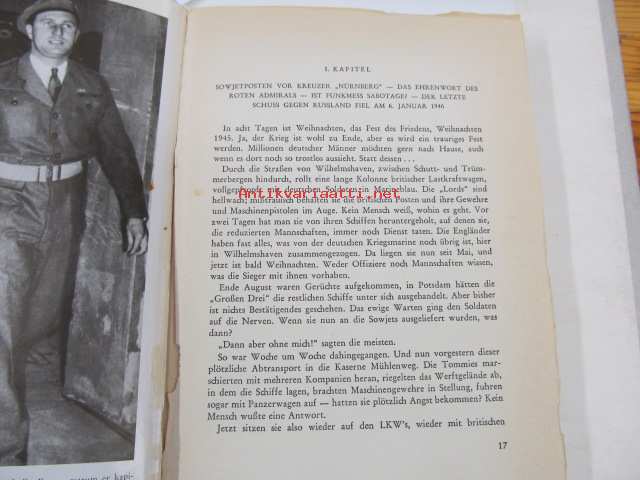 1. KAPITEL
SOWJETPOSTEN VOR KREUZER „NÜRNBERG" — DAS EHRENWORT DES
ROTEN ADMIRALS — IST FUNKMESS SABOTAGE? — DER LETZTE
SCHUSS GEGEN RUSSLAND FIEL AM 6. JANUAR 1946
In acht Tagen ist Weihnachten, das Fest des Friedens, Weihnachten
1945. Ja, der Krieg ist wohl zu Ende, aber es wird ein trauriges Fest
werden. Millionen deutscher Männer möchten gern nach Hause, auch
wenn es dort noch so trostlos aussieht. Statt dessen . . .
Durch die Straßen von Wilhelmshaven, zwischen Schutt- und Trüm-
merbergen hindurch, rollt eine lange Kolonne britischer Lastkraftwagen,
vollgepfropft mit deutschen Soldaten in Marineblau. Die „Lords" sind
hellwach; mißtrauisch behalten sie die britischen Posten und ihre Gewehre
und Maschinenpistolen im Auge. Kein Mensch weiß, wohin es geht. Vor
zwei Tagen hat man sie von ihren Schiffen heruntergeholt, auf denen sie,
die reduzierten Mannschaften, immer noch Dienst taten. Die Engländer
haben fast alles, was von der deutschen Kriegsmarine noch übrig ist, hier
in Wilhelmshaven zusammengezogen. Da liegen sie nun seit Mai, und
jetzt ist bald Weihnachten. Weder Offiziere noch Mannschaften wissen,
was die Sieger mit ihnen vorhaben.
Ende August waren Gerüchte aufgekommen, in Potsdam hätten die
„Großen Drei" die restlichen Schiffe unter sich ausgehandelt. Aber bisher
ist nichts Bestätigendes geschehen. Das ewige Warten ging den Soldaten
auf die Nerven. Wenn sie nun an die Sowjets ausgeliefert wurden, was
dann?
„Dann aber ohne mich!" sagten die meisten.
So war Woche um Woche dahingegangen. Und nun vorgestern dieser
plötzliche Abtransport in die Kaserne Mühlenweg. Die Tommies mar-
schierten mit mehreren Kompanien heran, riegelten das Werftgelände ab,
in dem die Schiffe lagen, brachten Maschinengewehre in Stellung, fuhren
sogar mit Panzerwagen auf — hatten sie plötzlich Angst bekommen? Kein
Mensch wußte eine Antwort.
Jetzt sitzen sie also wieder auf den LKW's, wieder mit britischen
17
Antikvariaatti.net
er kapi-